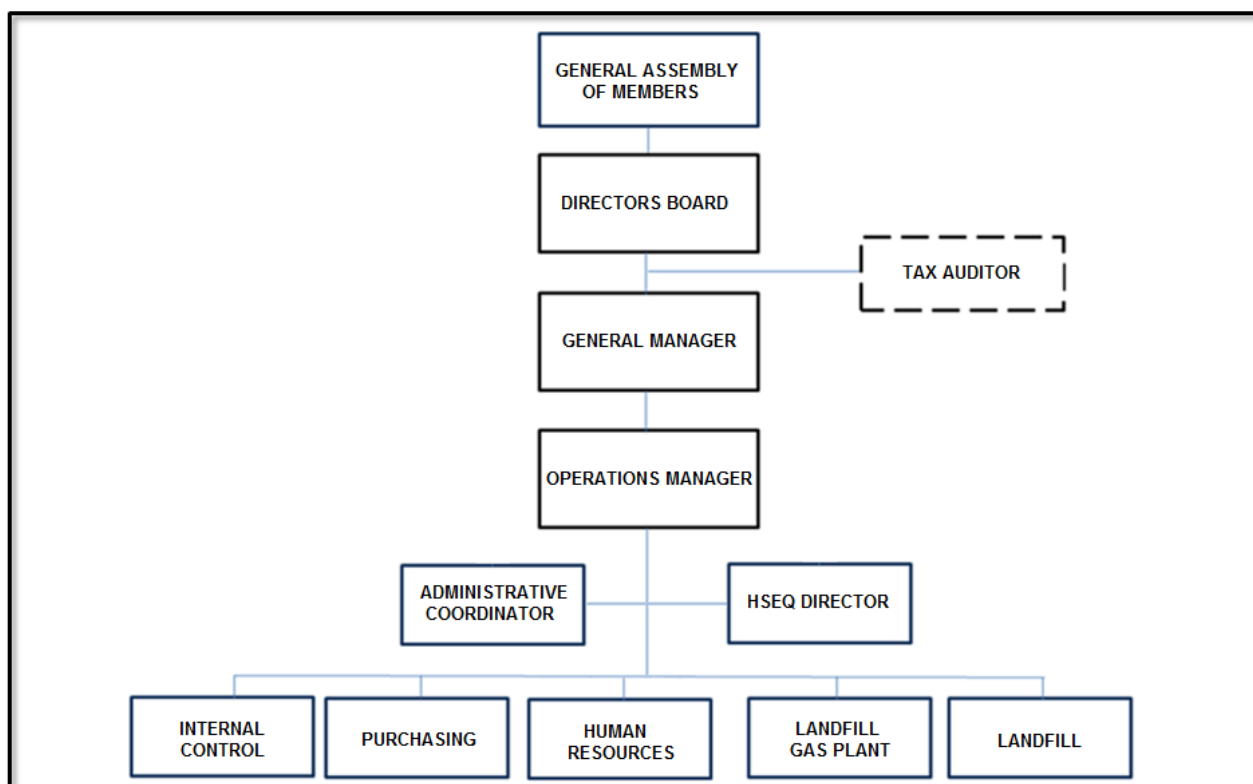 GENERAL ASSEMBLY
OF MEMBERS
DIRECTORS BOARD
TAX AUDITOR
GENERAL MANAGER
OPERATIONS MANAGER
ADMINISTRATIVE
COORDINATOR
HSEQ DIRECTOR
INTERNAL
CONTROL
PURCHASING
HUMAN
RESOURCES
LANDFILL
GAS PLANT
LANDFILL